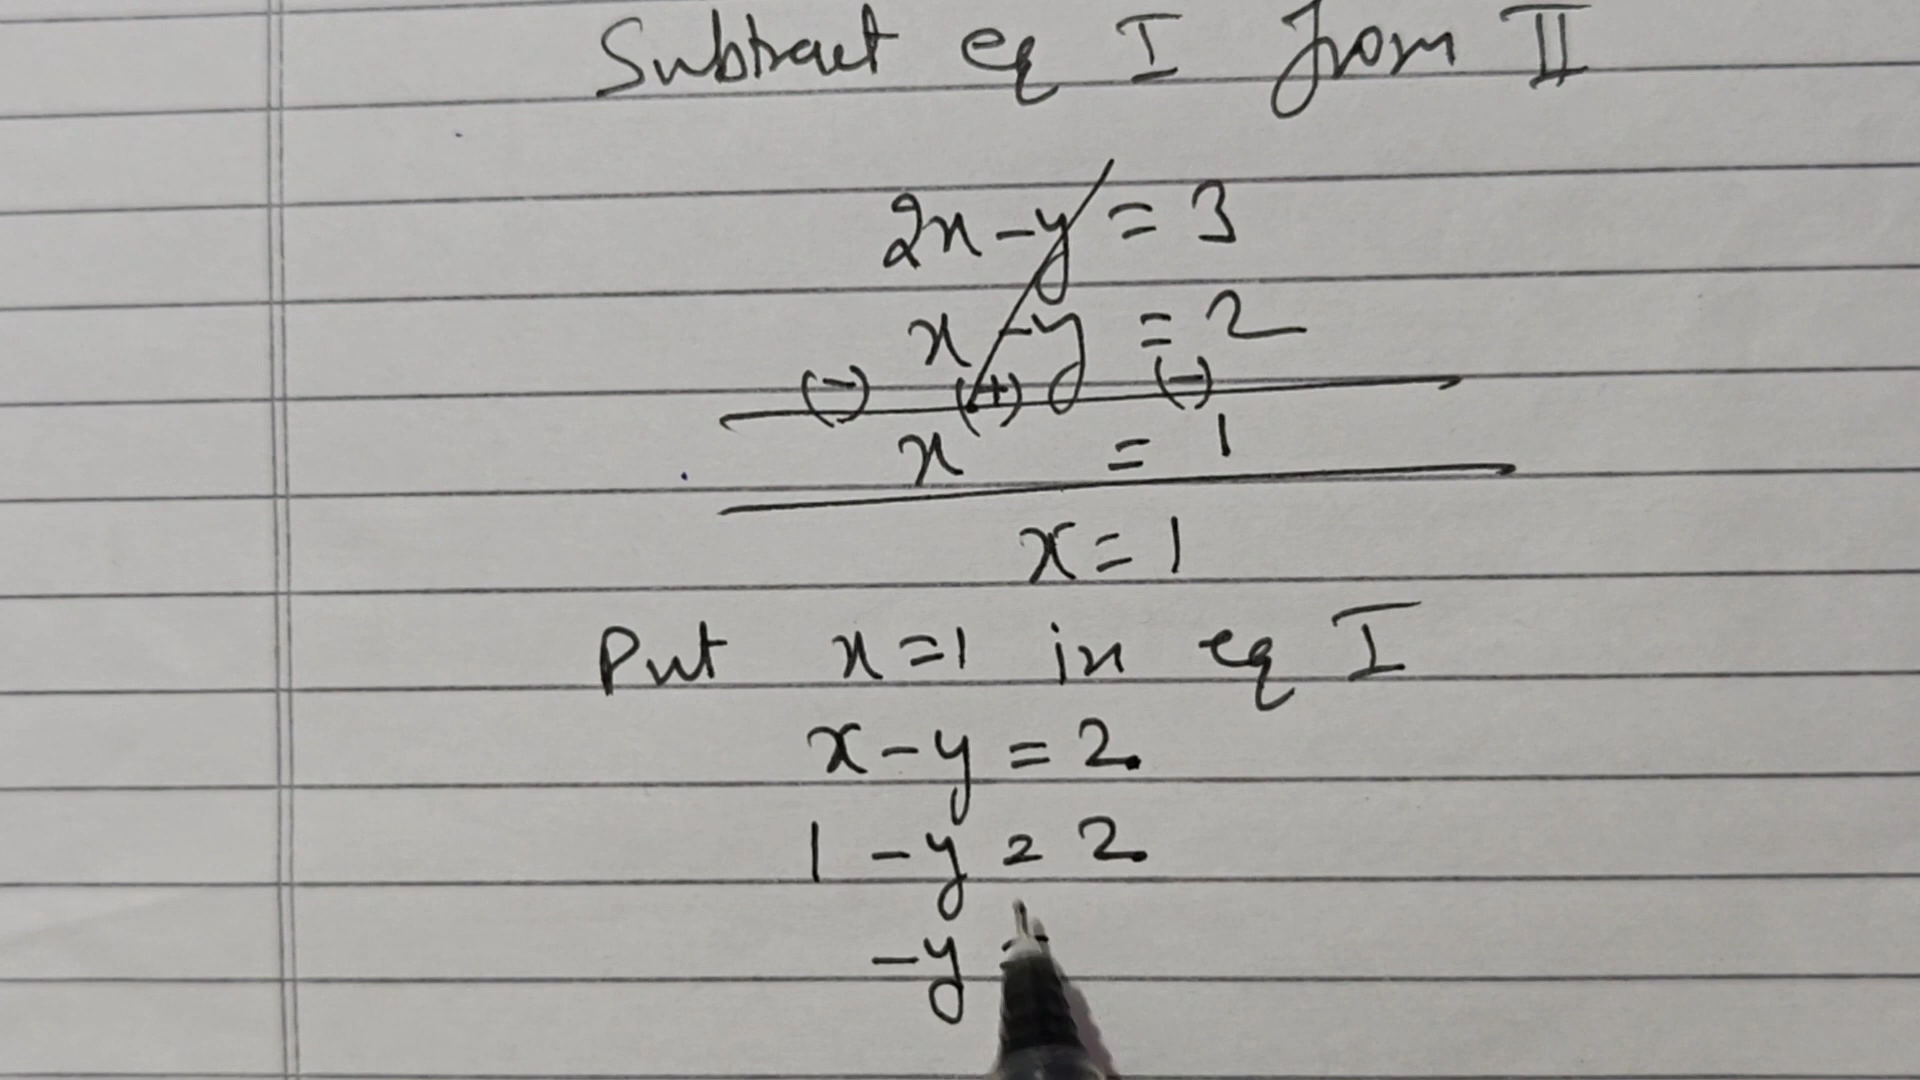 Subtract eq I from II
2x - y = 3
x - y = 2
(-) (+) (-)
x = 1
x = 1
Put x = 1 in eq I
x - y = 2
1 - y = 2
- y =